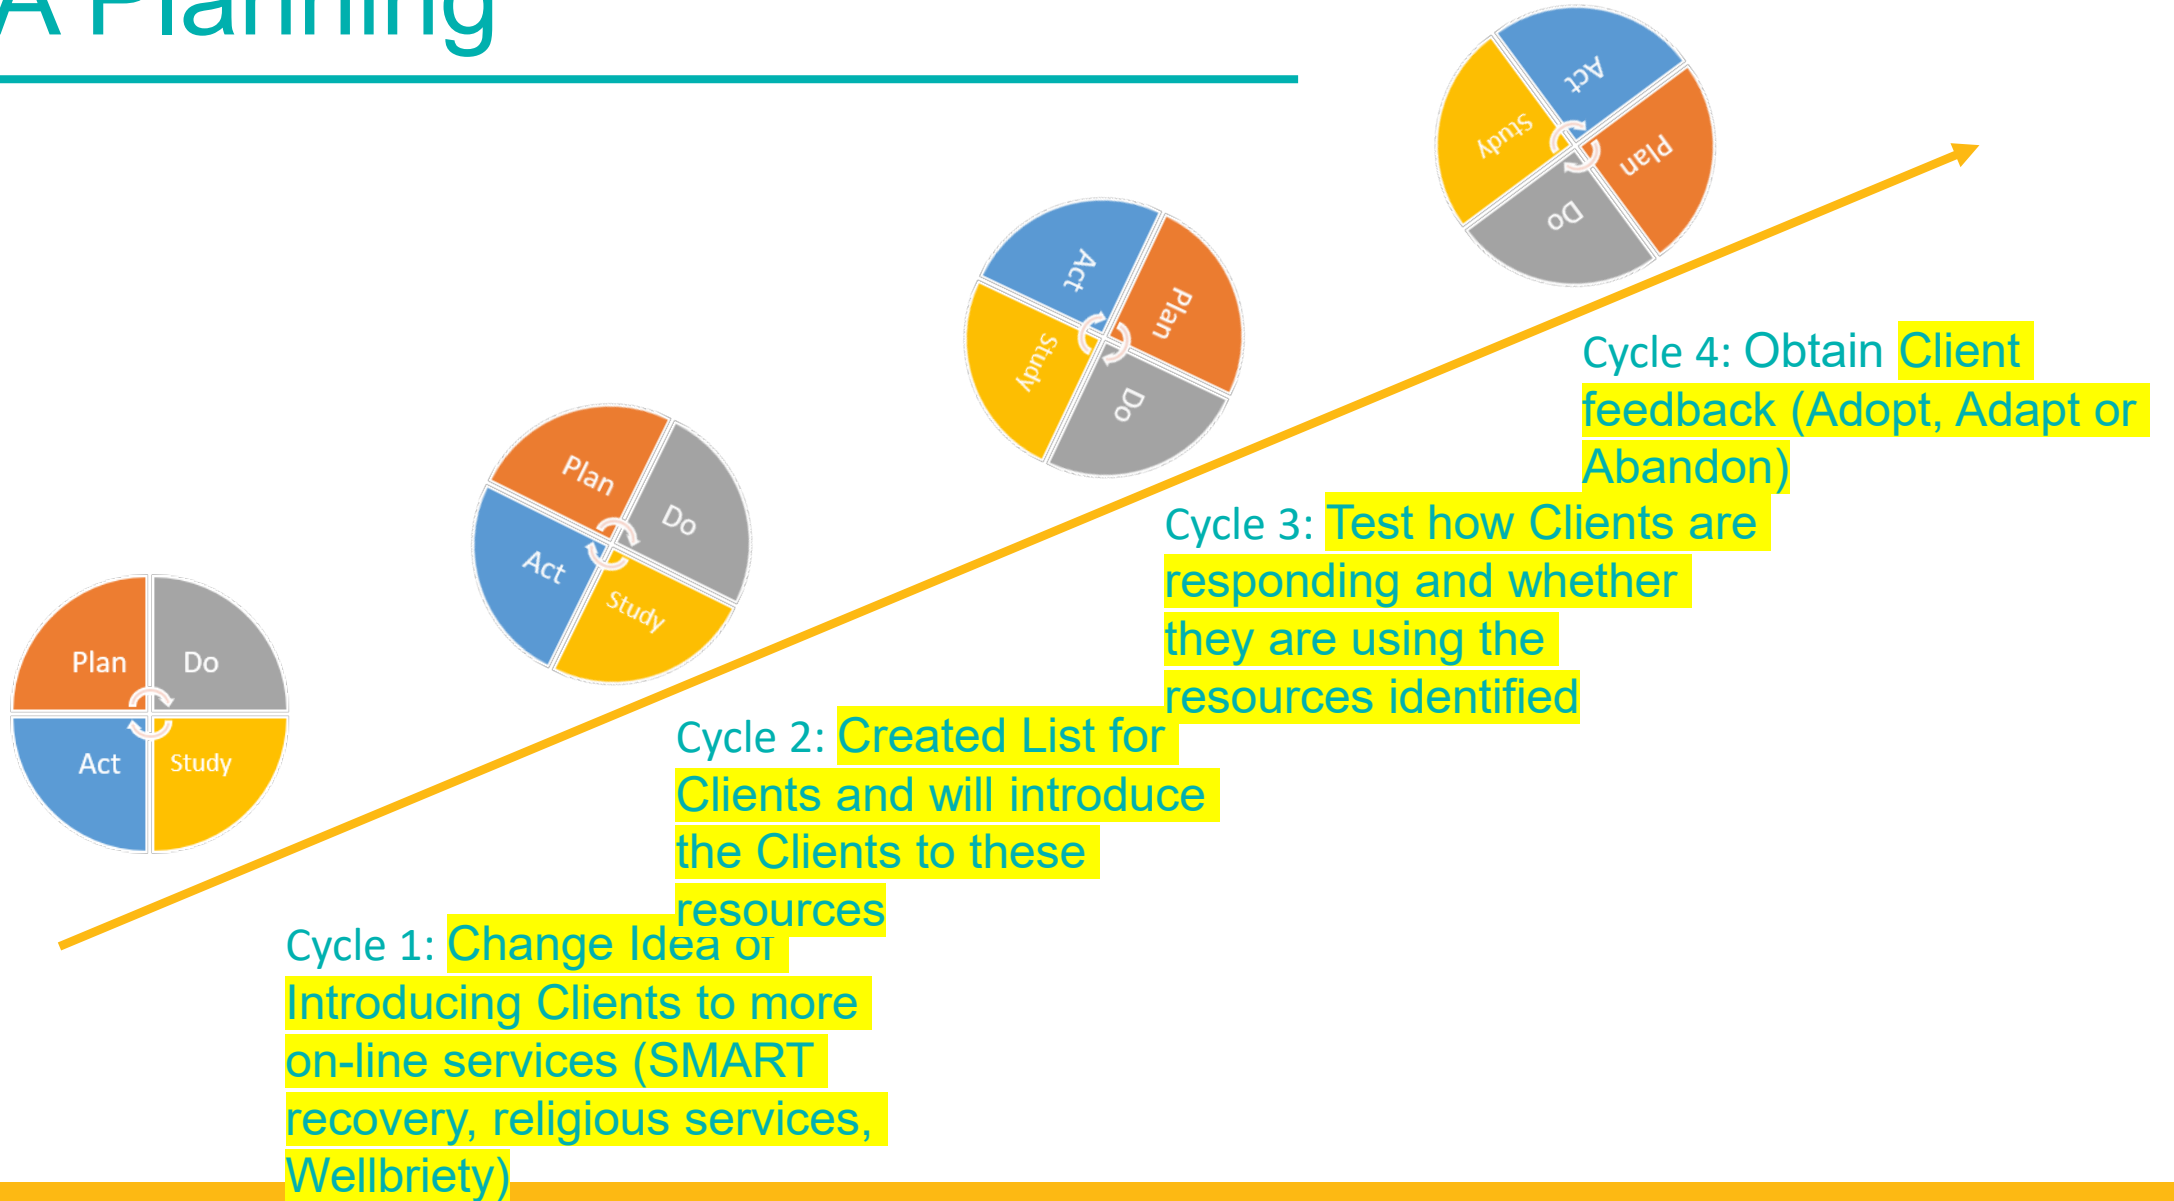 A Planning
Act
Study
Plan
Do
Act
Plan
Study
Do
Plan
Do
Act
Study
Plan
Do
Act
Study
Cycle 4: Obtain Client
feedback (Adopt, Adapt or
Abandon)
Cycle 3: Test how Clients are
responding and whether
they are using the
resources identified
Cycle 2: Created List for
Clients and will introduce
the Clients to these
resources
Cycle 1: Change Idea of
Introducing Clients to more
on-line services (SMART
recovery, religious services,
Wellbriety)